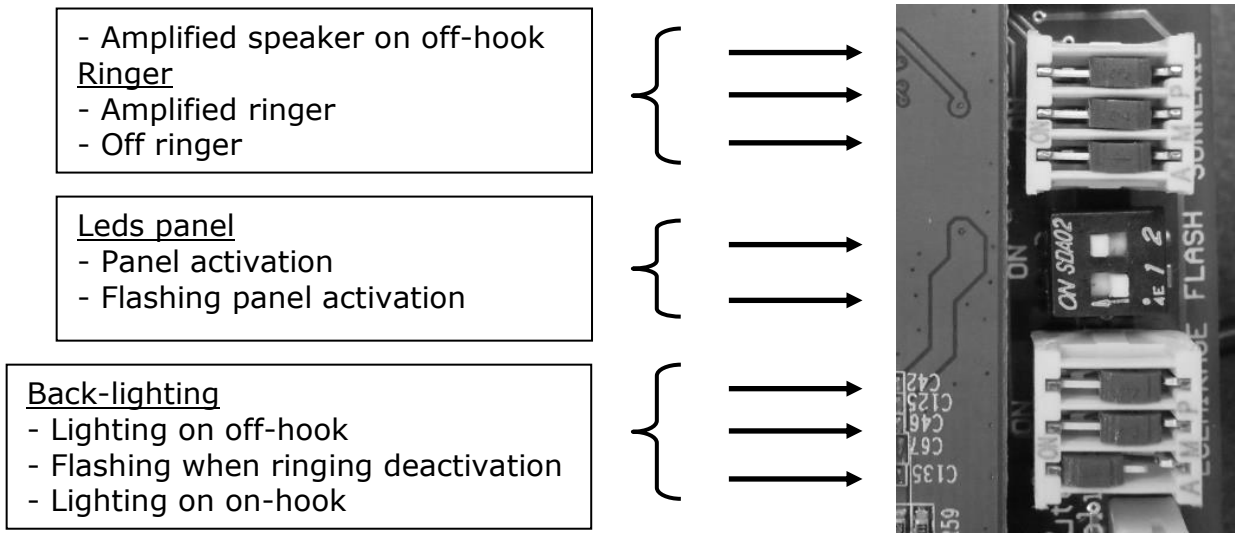 - Amplified speaker on off-hook
Ringer
- Amplified ringer
- Off ringer
Leds panel
- Panel activation
- Flashing panel activation
Back-lighting
- Lighting on off-hook
- Flashing when ringing deactivation
- Lighting on on-hook
ON
A M P
SONNERIE
ON SDA02
1 2
ON
FLASH
ON
ON
A M P
C42
C125
C46
C67
C135